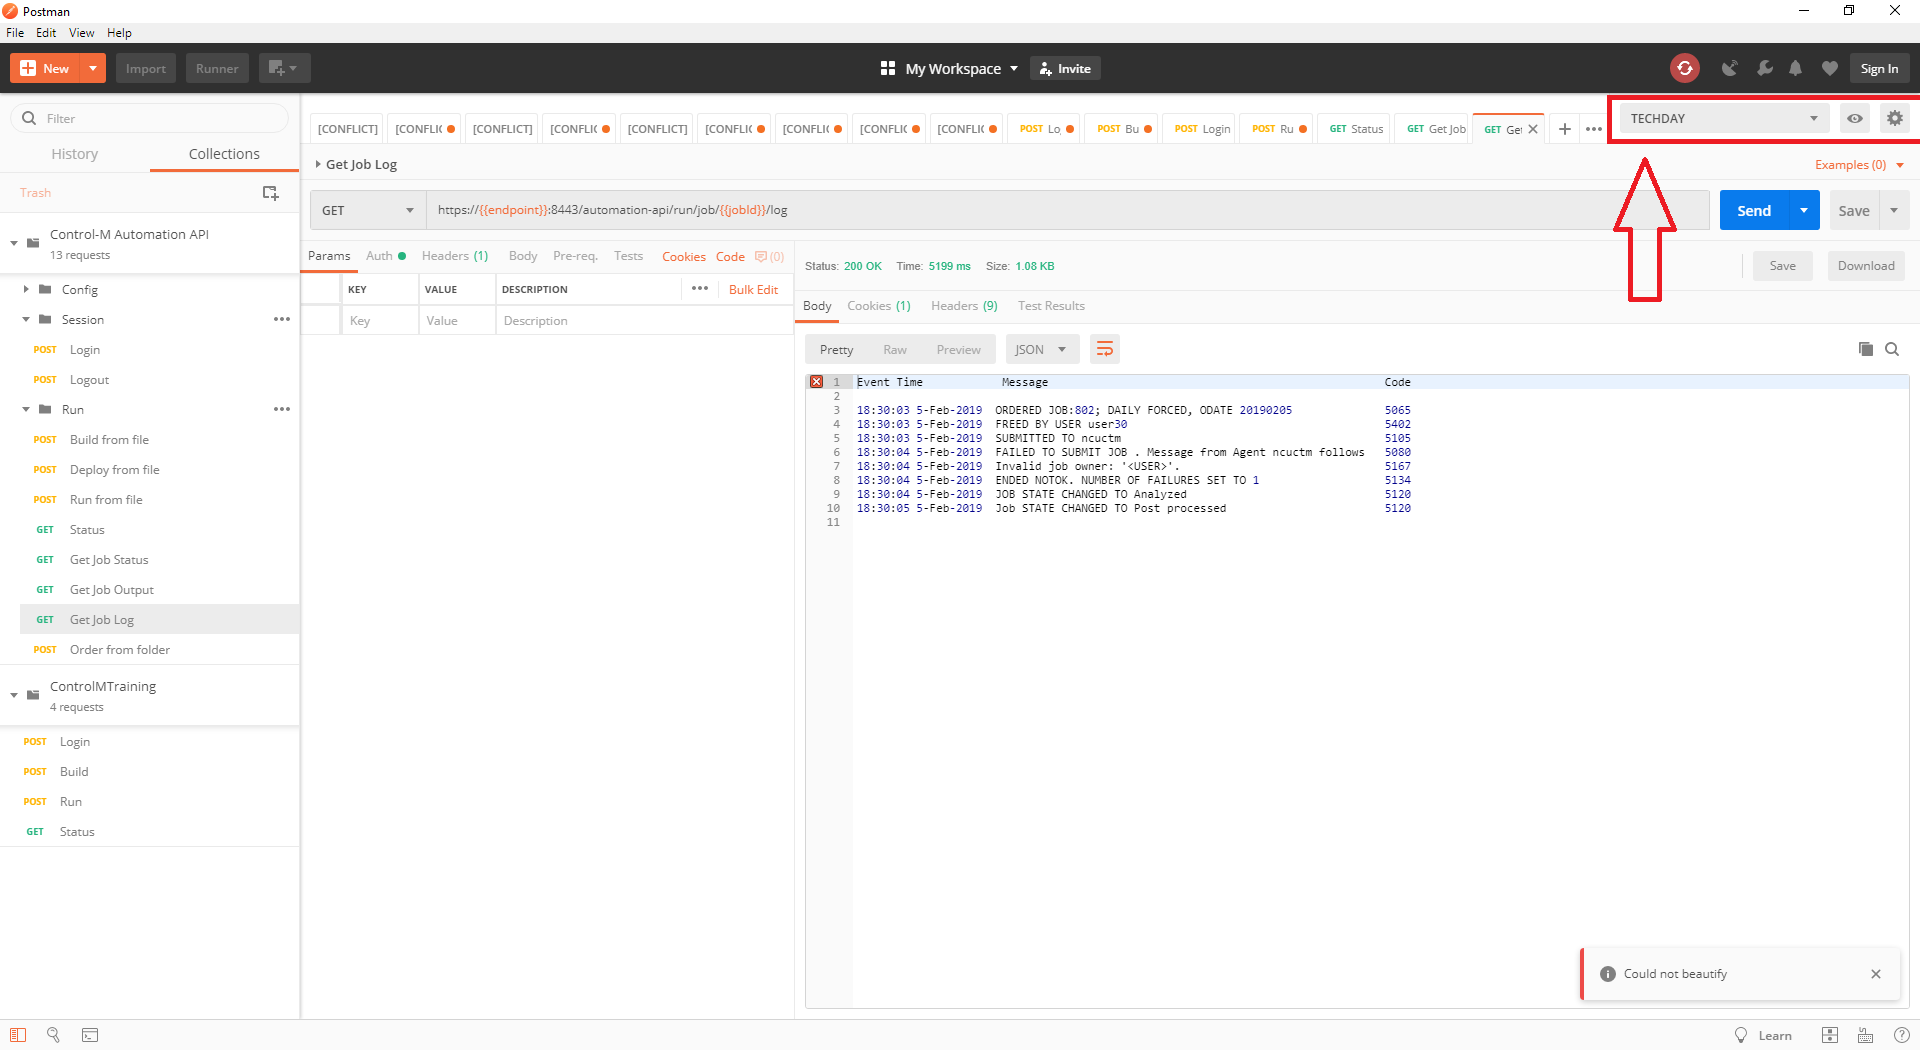 Postman
File Edit View Help
New Import Runner My Workspace Invite Sign In
Filter
History Collections
Trash
Control-M Automation API
13 requests
Config
Session
POST Login
POST Logout
Run
POST Build from file
POST Deploy from file
POST Run from file
GET Status
GET Get Job Status
GET Get Job Output
GET Get Job Log
POST Order from folder
ControlMTraining
4 requests
POST Login
POST Build
POST Run
GET Status
[CONFLICT] [CONFLIC [CONFLICT] [CONFLIC [CONFLICT] [CONFLIC [CONFLIC [CONFLIC [CONFLIC POST Lo POST Bu POST Login POST Ru GET Status GET Get Job GET Get
TECHDAY
Get Job Log
Examples (0)
GET https://{{endpoint}}:8443/automation-api/run/job/{{jobId}}/log
Send Save
Params Auth Headers (1) Body Pre-req. Tests Cookies Code (0)
KEY VALUE DESCRIPTION Bulk Edit
Key Value Description
Status: 200 OK Time: 5199 ms Size: 1.08 KB
Save Download
Body Cookies (1) Headers (9) Test Results
Pretty Raw Preview JSON
1 Event Time Message Code
2
3 18:30:03 5-Feb-2019 ORDERED JOB:802; DAILY FORCED, ODATE 20190205 5065
4 18:30:03 5-Feb-2019 FREED BY USER user30 5402
5 18:30:03 5-Feb-2019 SUBMITTED TO ncuctm 5105
6 18:30:04 5-Feb-2019 FAILED TO SUBMIT JOB . Message from Agent ncuctm follows 5080
7 18:30:04 5-Feb-2019 Invalid job owner: '<USER>'. 5167
8 18:30:04 5-Feb-2019 ENDED NOTOK. NUMBER OF FAILURES SET TO 1 5134
9 18:30:04 5-Feb-2019 JOB STATE CHANGED TO Analyzed 5120
10 18:30:05 5-Feb-2019 Job STATE CHANGED TO Post processed 5120
11
Could not beautify
Learn